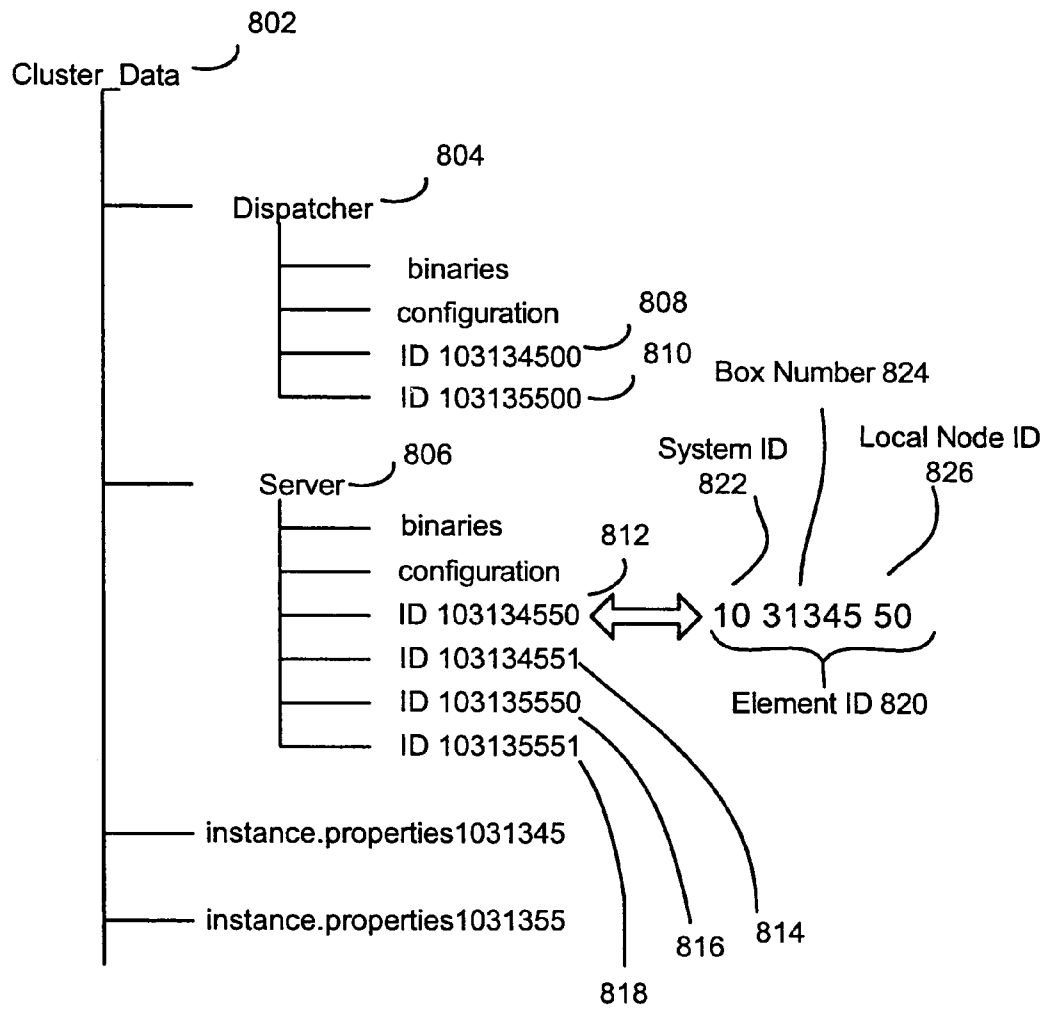 802
Cluster_Data
804
Dispatcher
binaries
configuration
808
ID 103134500
810
ID 103135500
Box Number 824
System ID
822
Local Node ID
826
806
Server
binaries
812
configuration
ID 103134550
10 31345 50
ID 103134551
Element ID 820
ID 103135550
ID 103135551
instance.properties1031345
instance.properties1031355
814
816
818